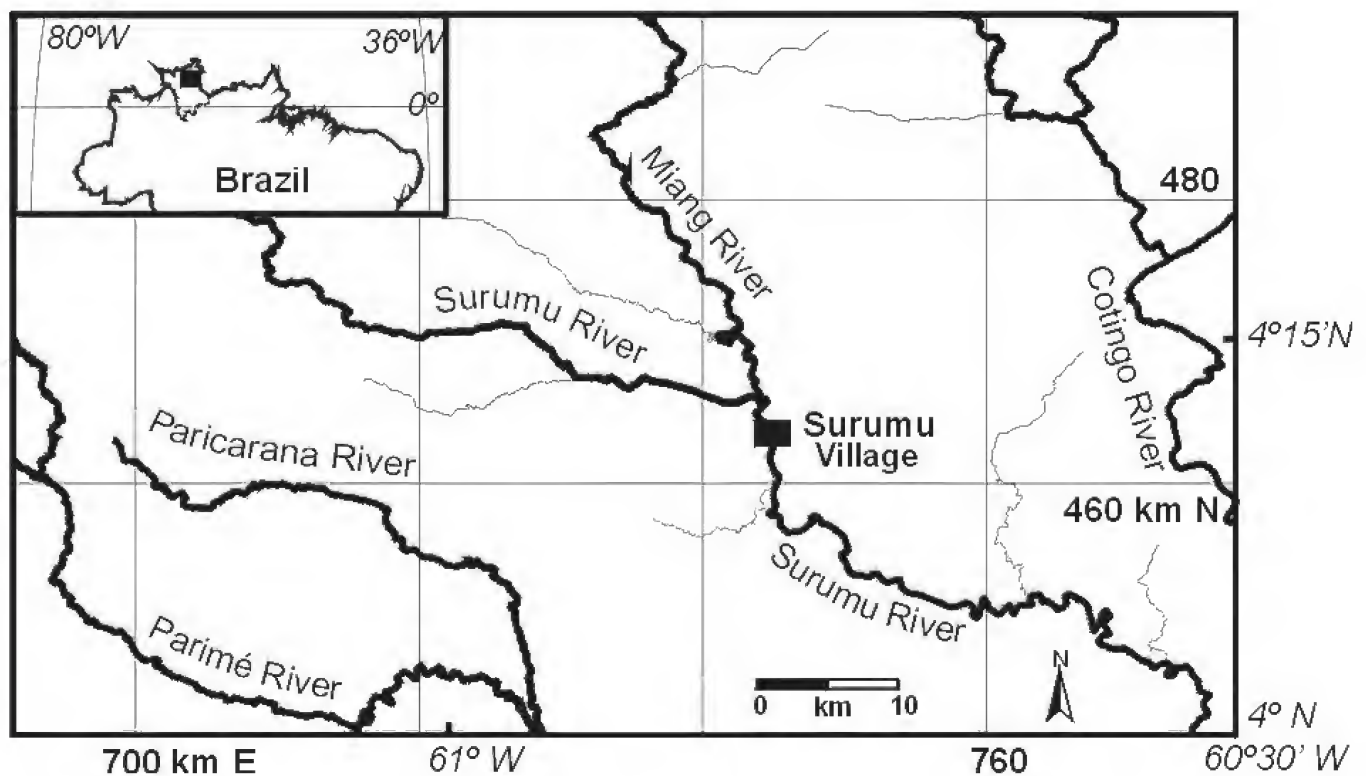 80ºW
36ºW
0º
Brazil
Miang River
480
Surumu River
Cotingo River
4º15'N
Paricarana River
Surumu
Village
460 km N
Surumu River
Parimé River
N
0 km 10
4º N
700 km E
61º W
760
60º30' W